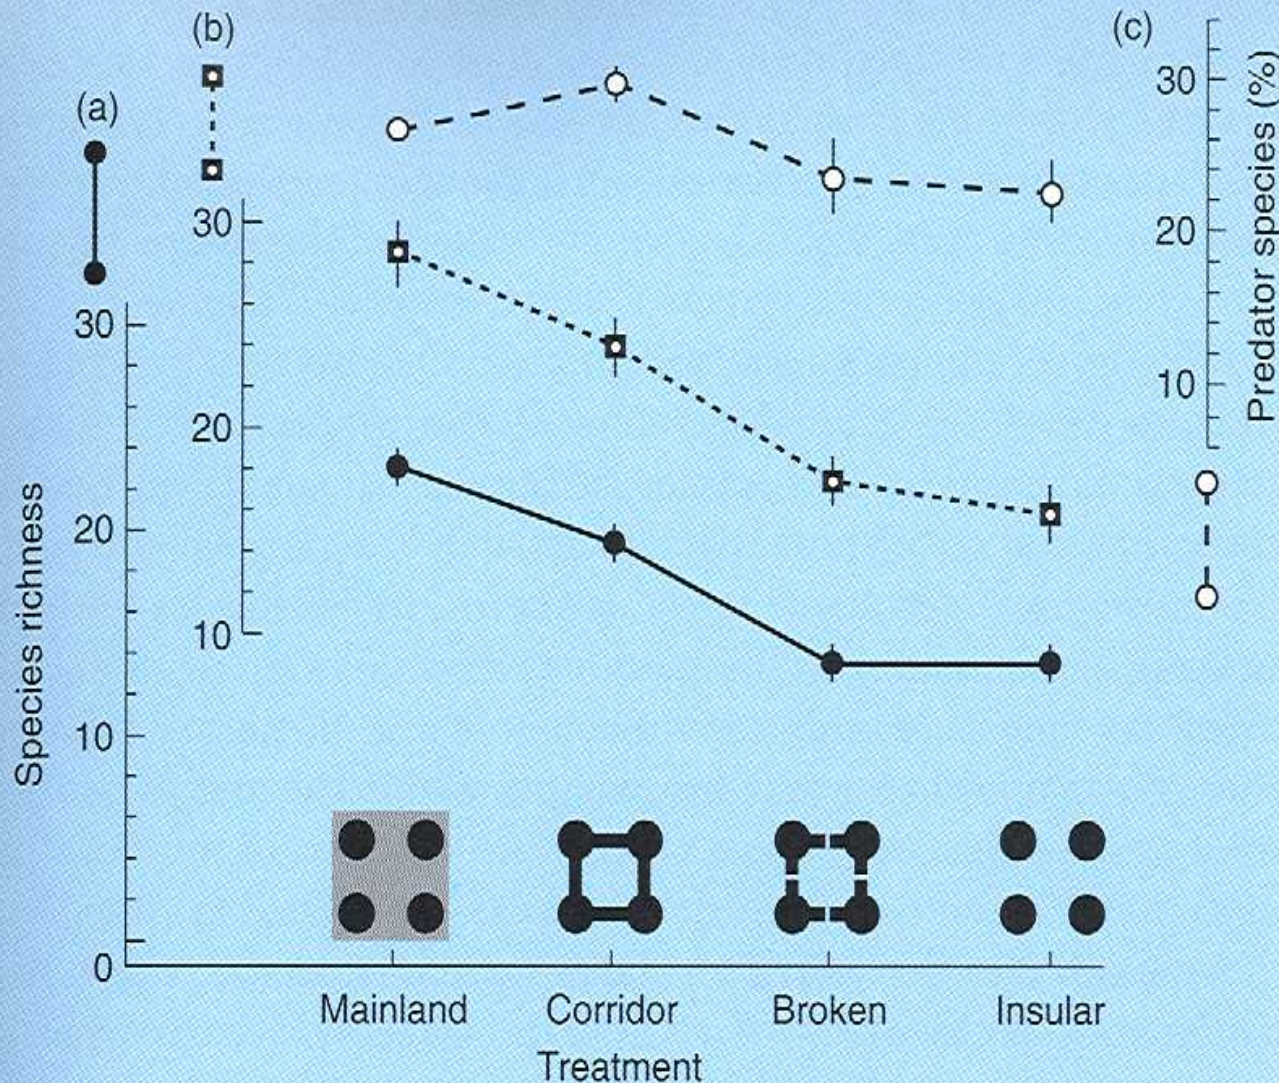 (b)
(c)
(a)
30
20
10
30
20
10
0
Species richness
30
20
10
Predator species (%)
Mainland
Corridor
Broken
Insular
Treatment